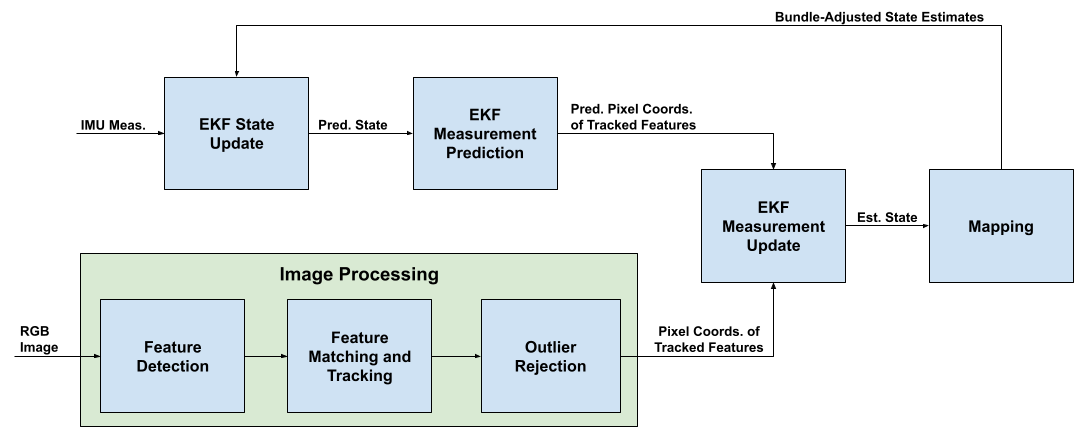 Bundle-Adjusted State Estimates
IMU Meas.
EKF State
Update
Pred. State
EKF
Measurement
Prediction
Pred. Pixel Coords.
of Tracked Features
EKF
Measurement
Update
Est. State
Mapping
Image Processing
RGB
Image
Feature
Detection
Feature
Matching and
Tracking
Outlier
Rejection
Pixel Coords. of
Tracked Features